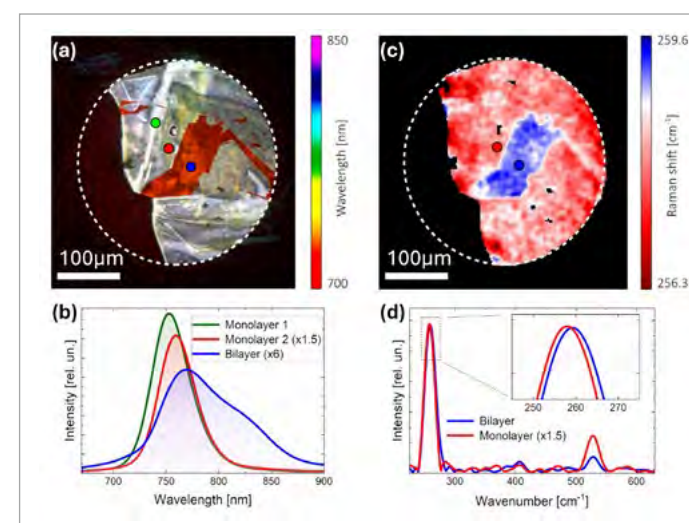 (a)
100μm
850
Wavelength [nm]
700
(c)
r
100μm
259.6
Raman shift [cm-1]
256.3
(b)
Intensity [rel. un.]
Monolayer 1
Monolayer 2 (x1.5)
Bilayer (x6)
700 750 800 850 900
Wavelength [nm]
(d)
Intensity [rel. un.]
250 260 270
Bilayer
Monolayer (x1.5)
300 400 500 600
Wavenumber [cm-1]